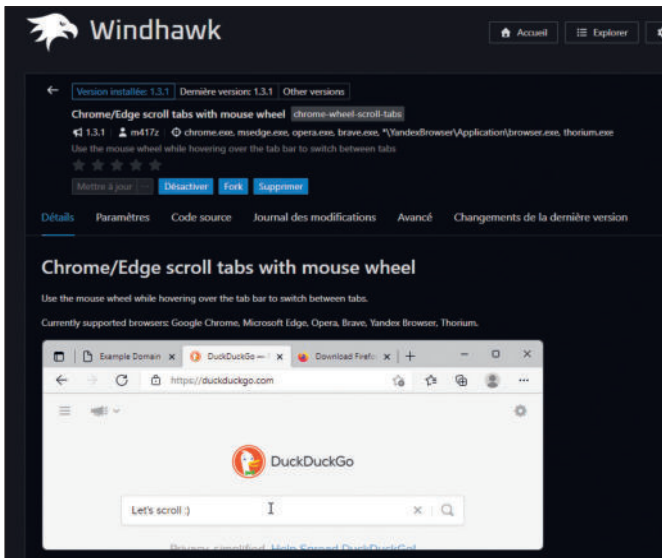 Windhawk
Accueil Explorer
Version installée: 1.3.1 Dernière version: 1.3.1 Other versions
Chrome/Edge scroll tabs with mouse wheel chrome-wheel-scroll-tabs
1.3.1 m417z chrome.exe, msedge.exe, opera.exe, brave.exe, *\YandexBrowser\Application\browser.exe, thorium.exe
Use the mouse wheel while hovering over the tab bar to switch between tabs
Mettre à jour ... Désactiver Fork Supprimer
Détails Paramètres Code source Journal des modifications Avancé Changements de la dernière version
Chrome/Edge scroll tabs with mouse wheel
Use the mouse wheel while hovering over the tab bar to switch between tabs.
Currently supported browsers: Google Chrome, Microsoft Edge, Opera, Brave, Yandex Browser, Thorium.
Example Domain DuckDuckGo — Download Firefo
https://duckduckgo.com
DuckDuckGo
Let's scroll :)
Privacy, simplified. Help Spread DuckDuckGo!